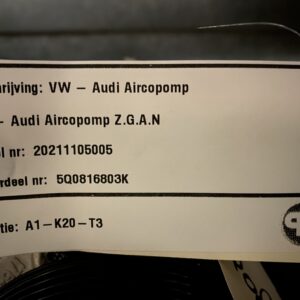 rijving: VW – Audi Aircopomp
– Audi Aircopomp Z.G.A.N
el nr: 20211105005
rdeel nr: 5Q0816803K
tie: A1–K20–T3